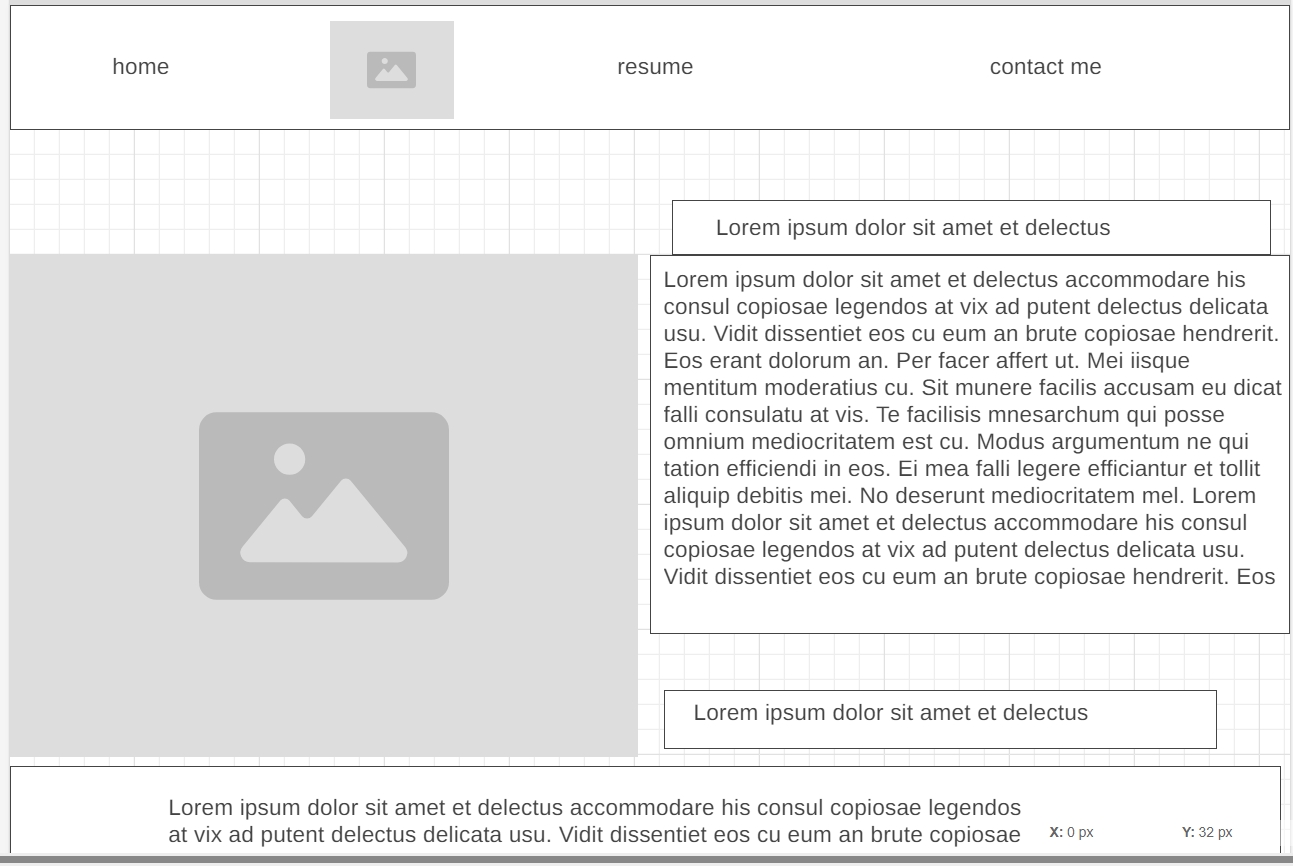 home
resume
contact me
Lorem ipsum dolor sit amet et delectus
Lorem ipsum dolor sit amet et delectus accommodare his
consul copiosae legendos at vix ad putent delectus delicata
usu. Vidit dissentiet eos cu eum an brute copiosae hendrerit.
Eos erant dolorum an. Per facer affert ut. Mei iisque
mentitum moderatius cu. Sit munere facilis accusam eu dicat
falli consulatu at vis. Te facilisis mnesarchum qui posse
omnium mediocritatem est cu. Modus argumentum ne qui
tation efficiendi in eos. Ei mea falli legere efficiantur et tollit
aliquip debitis mei. No deserunt mediocritatem mel. Lorem
ipsum dolor sit amet et delectus accommodare his consul
copiosae legendos at vix ad putent delectus delicata usu.
Vidit dissentiet eos cu eum an brute copiosae hendrerit. Eos
Lorem ipsum dolor sit amet et delectus
Lorem ipsum dolor sit amet et delectus accommodare his consul copiosae legendos
at vix ad putent delectus delicata usu. Vidit dissentiet eos cu eum an brute copiosae
X: 0 px
Y: 32 px